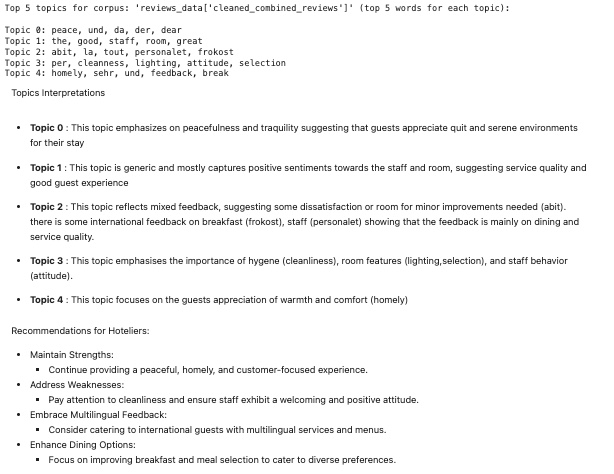 Top 5 topics for corpus: 'reviews_data['cleaned_combined_reviews']' (top 5 words for each topic):
Topic 0: peace, und, da, der, dear
Topic 1: the, good, staff, room, great
Topic 2: abit, la, tout, personalet, frokost
Topic 3: per, cleanness, lighting, attitude, selection
Topic 4: homely, sehr, und, feedback, break
Topics Interpretations
• Topic 0 : This topic emphasizes on peacefulness and traquility suggesting that guests appreciate quit and serene environments
for their stay
• Topic 1 : This topic is generic and mostly captures positive sentiments towards the staff and room, suggesting service quality and
good guest experience
• Topic 2 : This topic reflects mixed feedback, suggesting some dissatisfaction or room for minor improvements needed (abit).
there is some international feedback on breakfast (frokost), staff (personalet) showing that the feedback is mainly on dining and
service quality.
• Topic 3 : This topic emphasises the importance of hygene (cleanliness), room features (lighting,selection), and staff behavior
(attitude).
• Topic 4 : This topic focuses on the guests appreciation of warmth and comfort (homely)
Recommendations for Hoteliers:
• Maintain Strengths:
▪ Continue providing a peaceful, homely, and customer-focused experience.
• Address Weaknesses:
▪ Pay attention to cleanliness and ensure staff exhibit a welcoming and positive attitude.
• Embrace Multilingual Feedback:
▪ Consider catering to international guests with multilingual services and menus.
• Enhance Dining Options:
▪ Focus on improving breakfast and meal selection to cater to diverse preferences.